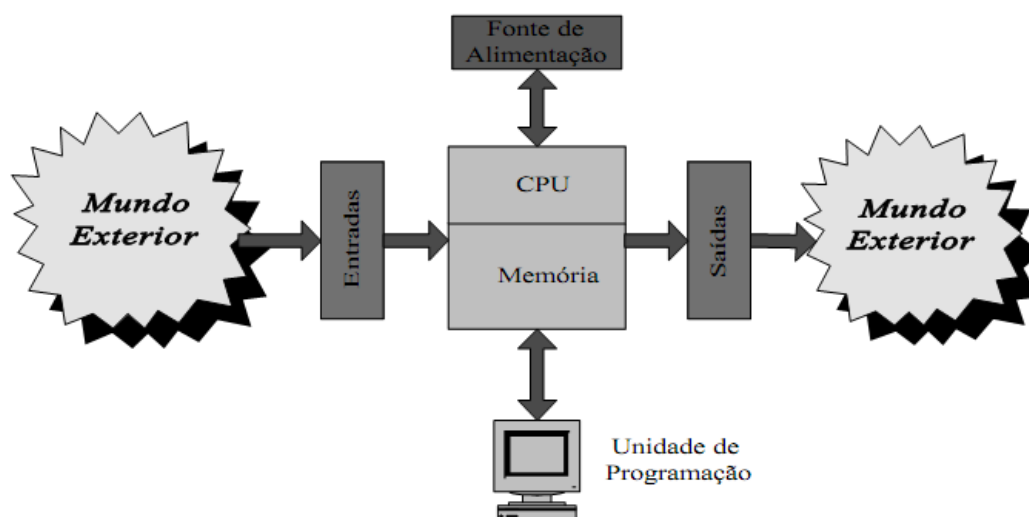 Fonte de
Alimentação
Mundo
Exterior
Entradas
CPU
Memória
Saídas
Mundo
Exterior
Unidade de
Programação